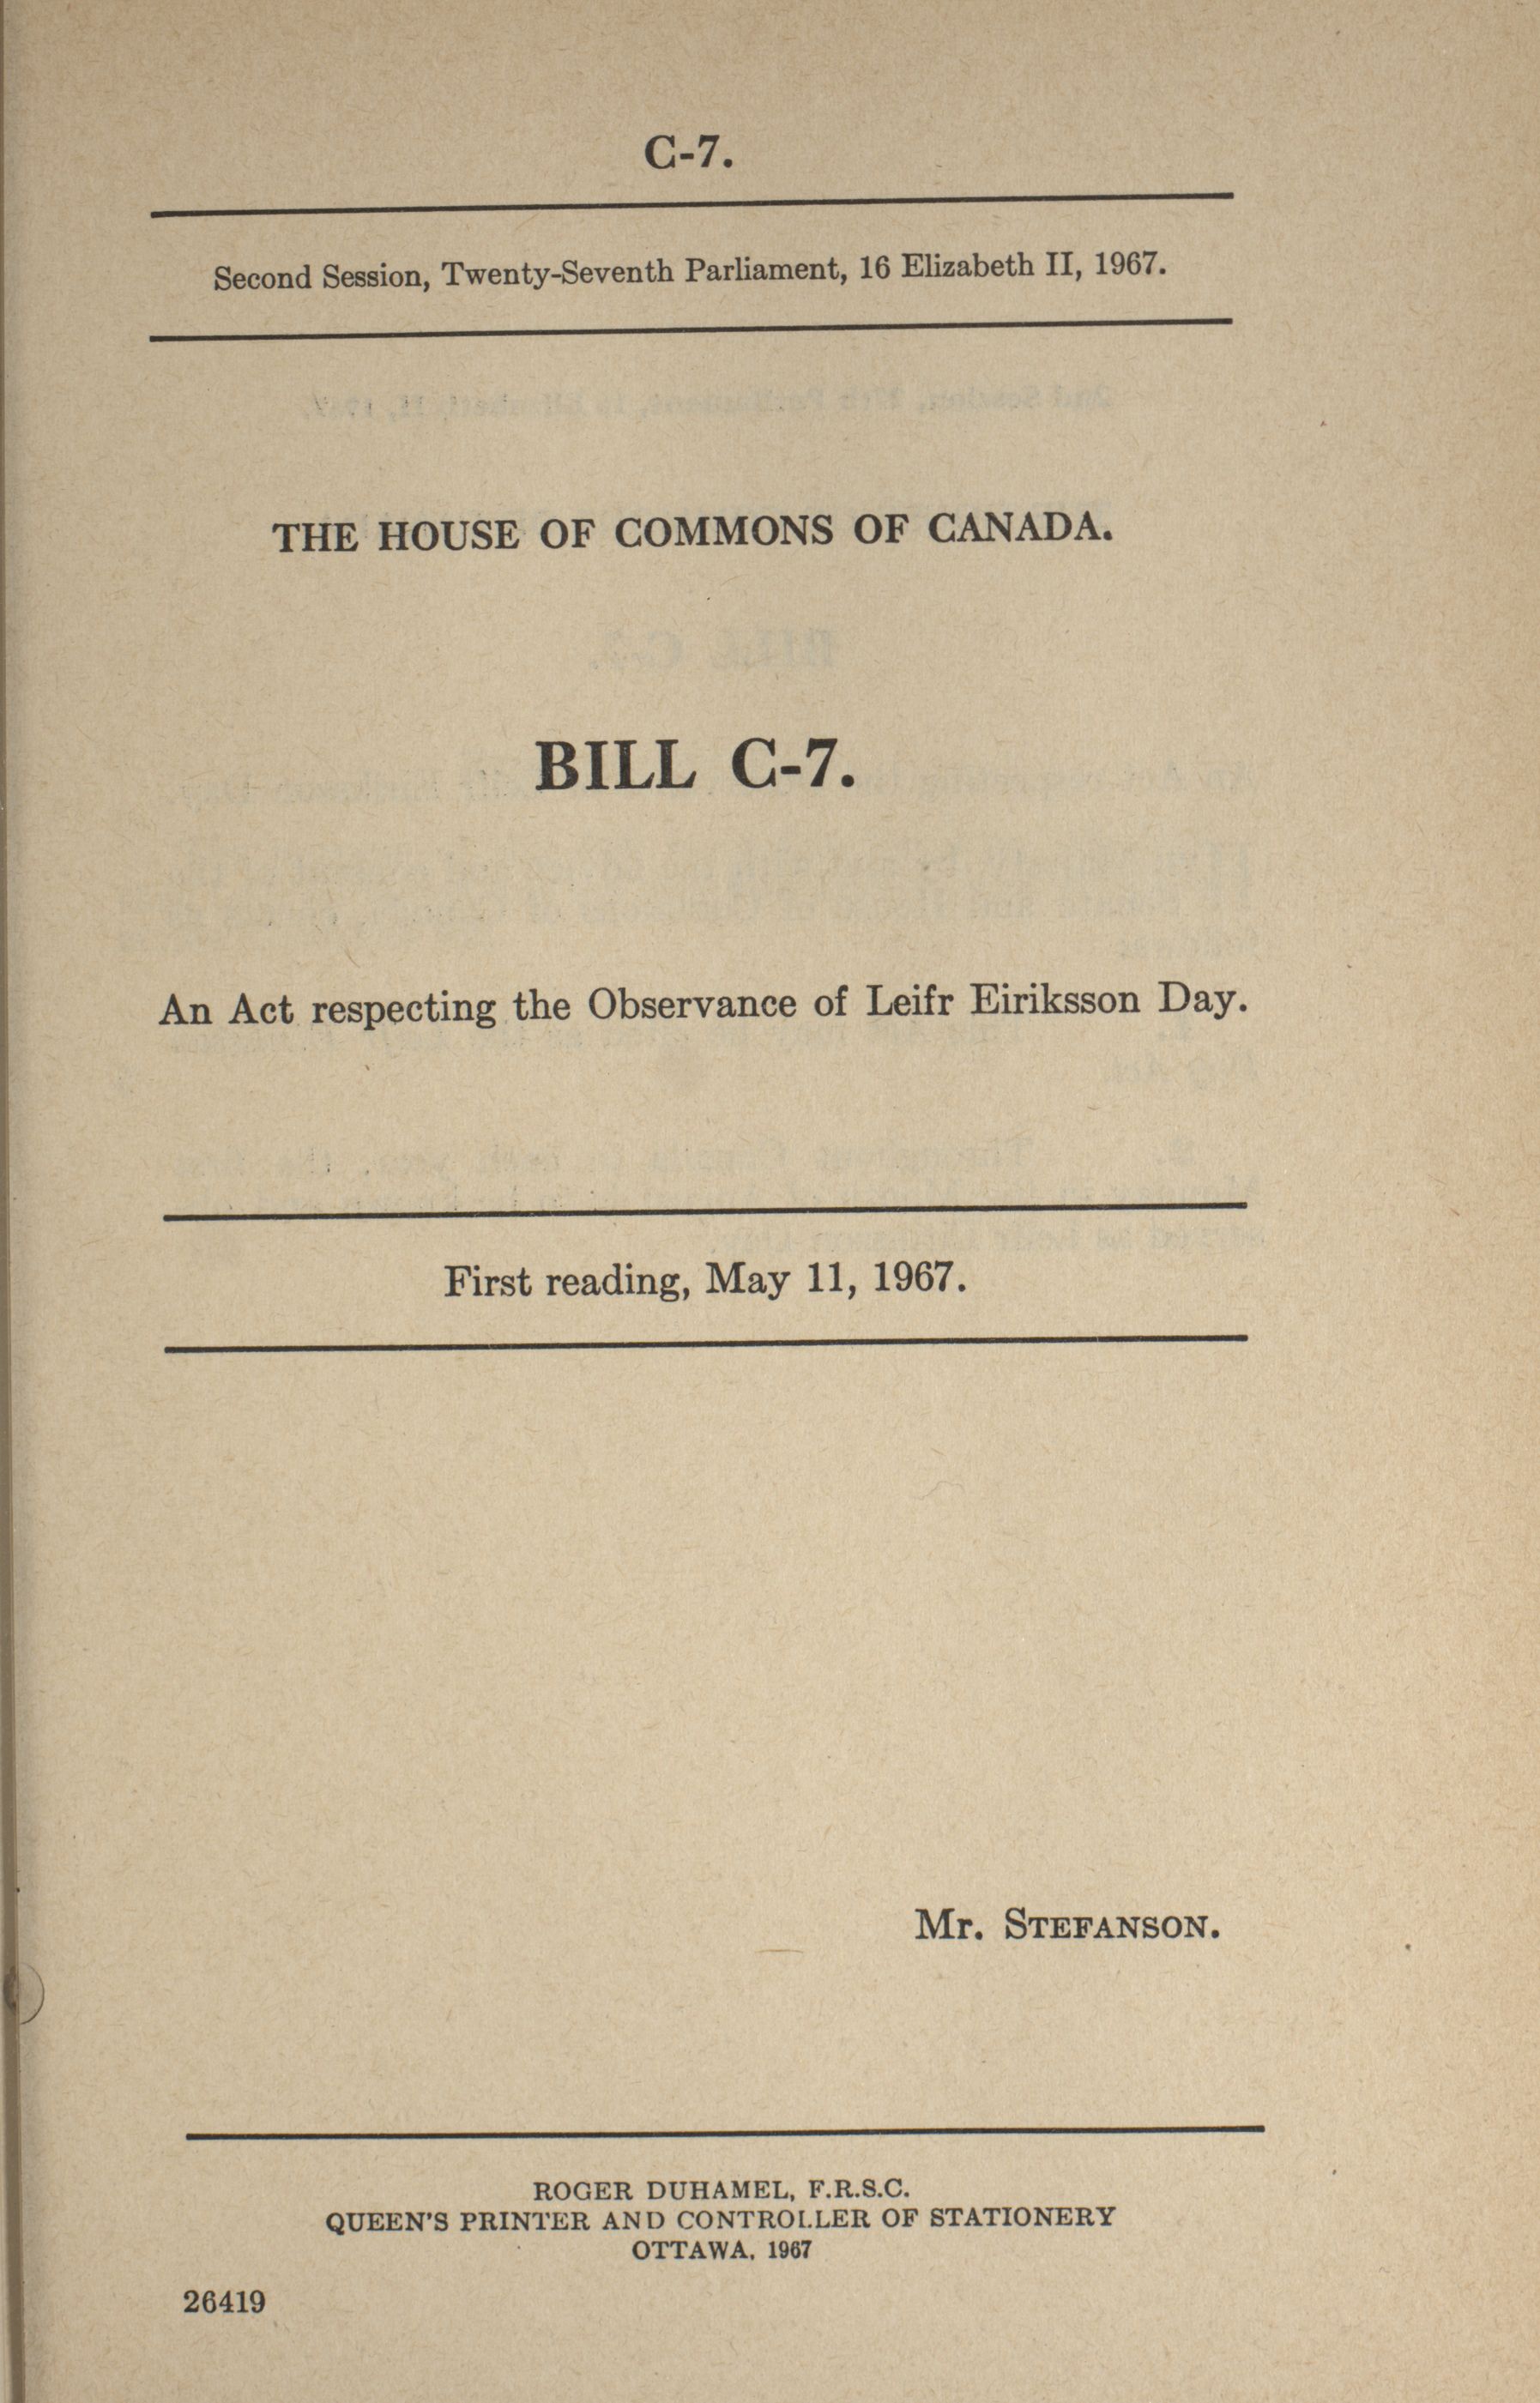 C-7.
Second Session, Twenty-Seventh Parliament, 16 Elizabeth II, 1967.
THE HOUSE OF COMMONS OF CANADA.
BILL C-7.
An Act respecting the Observance of Leifr Eiriksson Day.
First reading, May 11, 1967.
Mr. STEFANSON.
ROGER DUHAMEL, F.R.S.C.
QUEEN'S PRINTER AND CONTROLLER OF STATIONERY
OTTAWA, 1967
26419